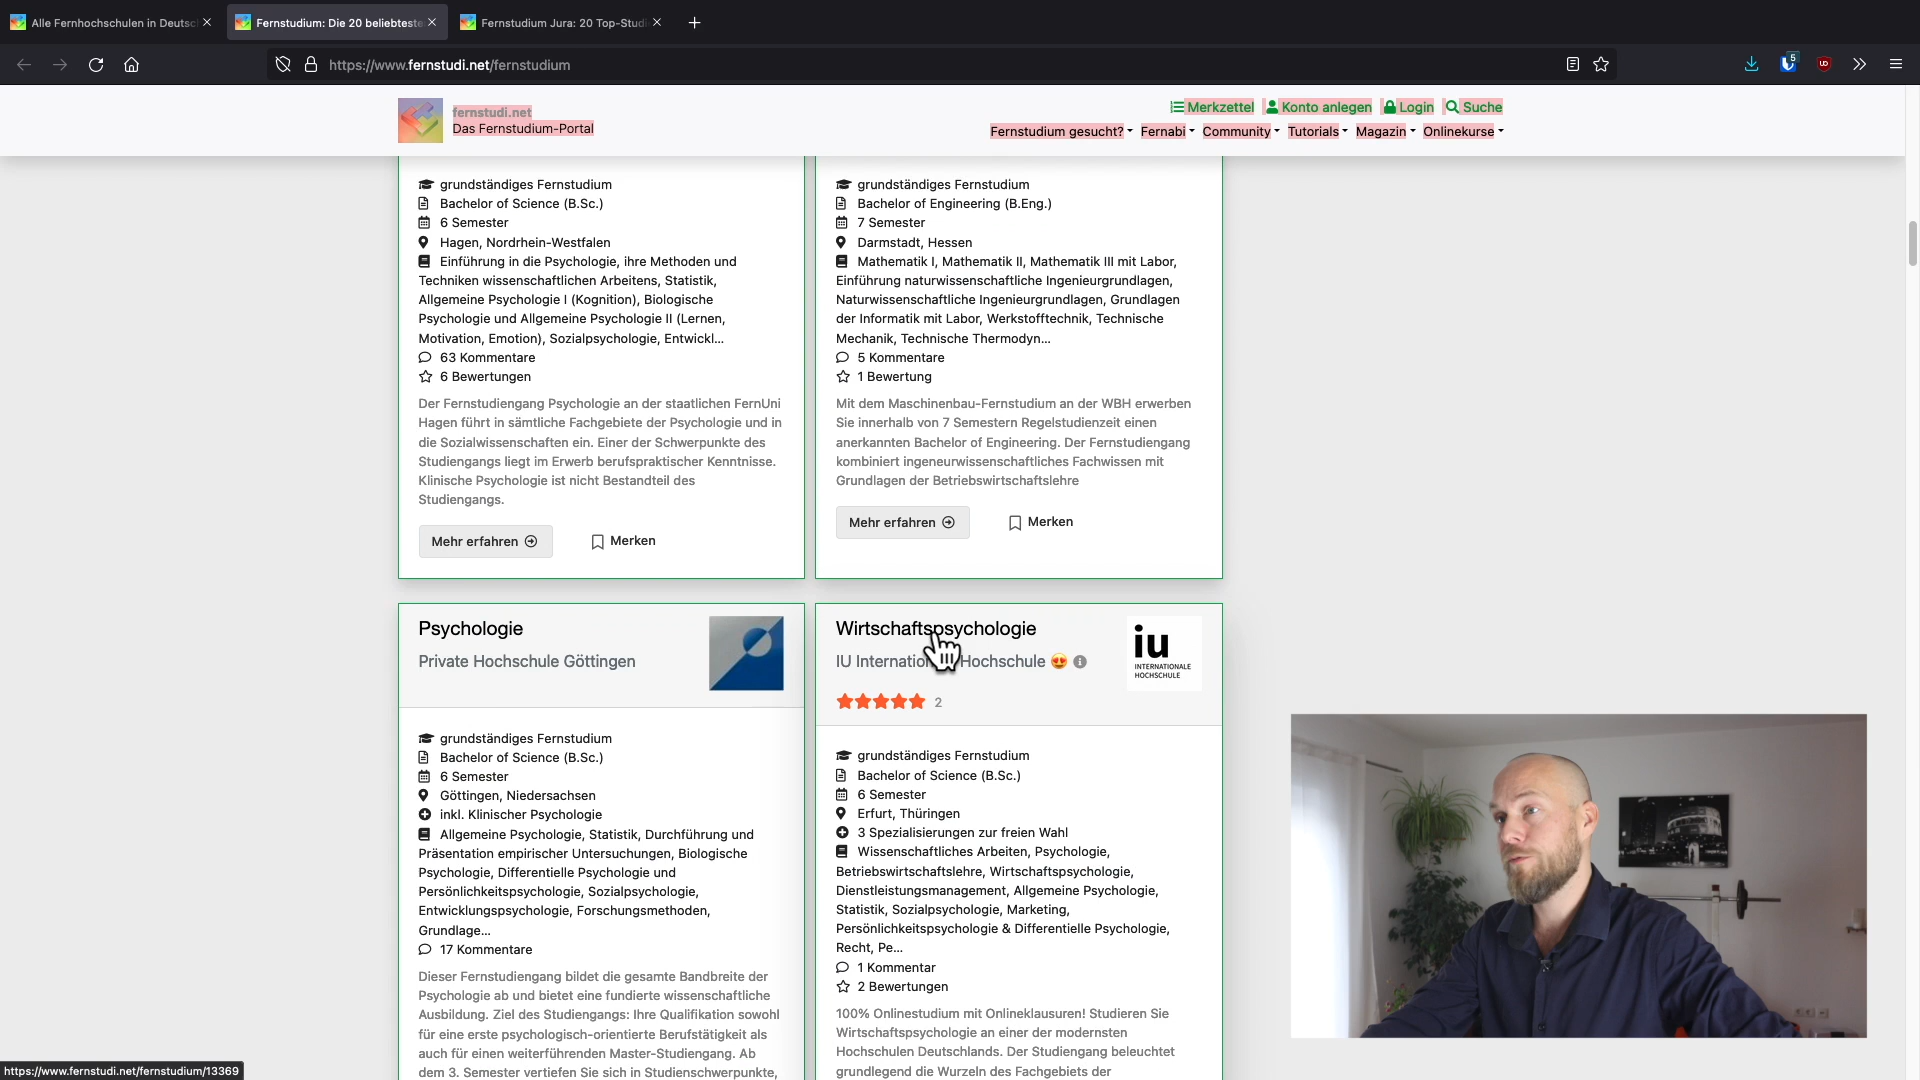 Alle Fernhochschulen in Deutsc
Fernstudium: Die 20 beliebteste
Fernstudium Jura: 20 Top-Studi
https://www.fernstudi.net/fernstudium
5
fernstudi.net
Das Fernstudium-Portal
Merkzettel
Konto anlegen
Login
Suche
Fernstudium gesucht?
Fernabi
Community
Tutorials
Magazin
Onlinekurse
grundständiges Fernstudium
Bachelor of Science (B.Sc.)
6 Semester
Hagen, Nordrhein-Westfalen
Einführung in die Psychologie, ihre Methoden und
Techniken wissenschaftlichen Arbeitens, Statistik,
Allgemeine Psychologie I (Kognition), Biologische
Psychologie und Allgemeine Psychologie II (Lernen,
Motivation, Emotion), Sozialpsychologie, Entwickl...
63 Kommentare
6 Bewertungen
Der Fernstudiengang Psychologie an der staatlichen FernUni
Hagen führt in sämtliche Fachgebiete der Psychologie und in
die Sozialwissenschaften ein. Einer der Schwerpunkte des
Studiengangs liegt im Erwerb berufspraktischer Kenntnisse.
Klinische Psychologie ist nicht Bestandteil des
Studiengangs.
Mehr erfahren
Merken
grundständiges Fernstudium
Bachelor of Engineering (B.Eng.)
7 Semester
Darmstadt, Hessen
Mathematik I, Mathematik II, Mathematik III mit Labor,
Einführung naturwissenschaftliche Ingenieurgrundlagen,
Naturwissenschaftliche Ingenieurgrundlagen, Grundlagen
der Informatik mit Labor, Werkstofftechnik, Technische
Mechanik, Technische Thermodyn...
5 Kommentare
1 Bewertung
Mit dem Maschinenbau-Fernstudium an der WBH erwerben
Sie innerhalb von 7 Semestern Regelstudienzeit einen
anerkannten Bachelor of Engineering. Der Fernstudiengang
kombiniert ingeneurwissenschaftliches Fachwissen mit
Grundlagen der Betriebswirtschaftslehre
Mehr erfahren
Merken
Psychologie
Private Hochschule Göttingen
grundständiges Fernstudium
Bachelor of Science (B.Sc.)
6 Semester
Göttingen, Niedersachsen
inkl. Klinischer Psychologie
Allgemeine Psychologie, Statistik, Durchführung und
Präsentation empirischer Untersuchungen, Biologische
Psychologie, Differentielle Psychologie und
Persönlichkeitspsychologie, Sozialpsychologie,
Entwicklungspsychologie, Forschungsmethoden,
Grundlage...
17 Kommentare
Dieser Fernstudiengang bildet die gesamte Bandbreite der
Psychologie ab und bietet eine fundierte wissenschaftliche
Ausbildung. Ziel des Studiengangs: Ihre Qualifikation sowohl
für eine erste psychologisch-orientierte Berufstätigkeit als
auch für einen weiterführenden Master-Studiengang. Ab
dem 3. Semester vertiefen Sie sich in Studienschwerpunkte,
Wirtschaftspsychologie
IU Internatio Hochschule
2
iu
INTERNATIONALE
HOCHSCHULE
grundständiges Fernstudium
Bachelor of Science (B.Sc.)
6 Semester
Erfurt, Thüringen
3 Spezialisierungen zur freien Wahl
Wissenschaftliches Arbeiten, Psychologie,
Betriebswirtschaftslehre, Wirtschaftspsychologie,
Dienstleistungsmanagement, Allgemeine Psychologie,
Statistik, Sozialpsychologie, Marketing,
Persönlichkeitspsychologie & Differentielle Psychologie,
Recht, Pe...
1 Kommentar
2 Bewertungen
100% Onlinestudium mit Onlineklausuren! Studieren Sie
Wirtschaftspsychologie an einer der modernsten
Hochschulen Deutschlands. Der Studiengang beleuchtet
grundlegend die Wurzeln des Fachgebiets der
https://www.fernstudi.net/fernstudium/13369